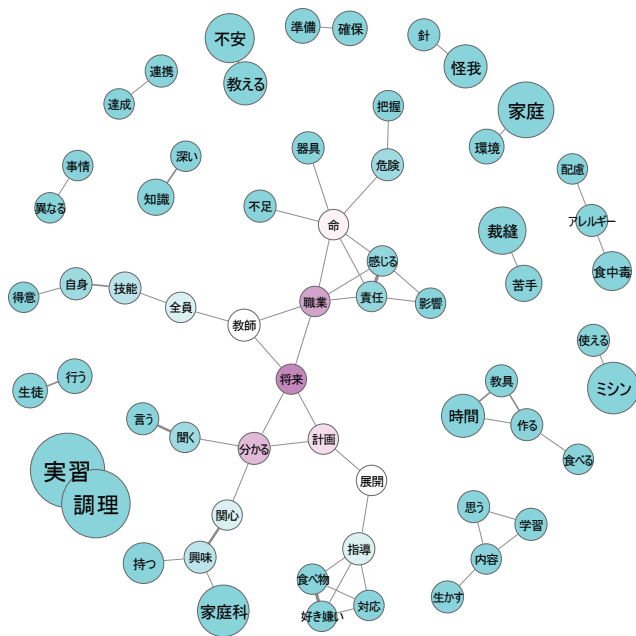 不安
準備
確保
針
怪我
連携
教える
達成
把握
家庭
器具
環境
深い
危険
事情
配慮
知識
不足
異なる
命
アレルギー
裁縫
感じる
食中毒
自身
技能
苦手
得意
全員
職業
責任
影響
教師
使える
将来
行う
生徒
教具
ミシン
言う
時間
聞く
分かる
計画
作る
食べる
実習
展開
調理
思う
関心
学習
興味
指導
持つ
内容
食べ物
生かす
家庭科
好き嫌い
対応